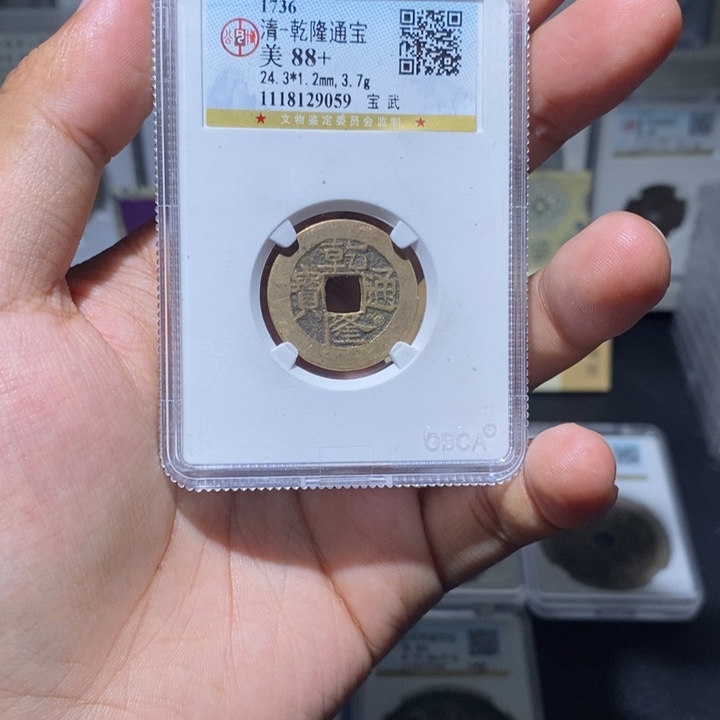 1736
清-乾隆通宝
美 88+
24.3*1.2mm, 3.7g
1118129059 宝武
★ 文物鉴定委员会监制 ★
乾
寶 通
隆
GBCA